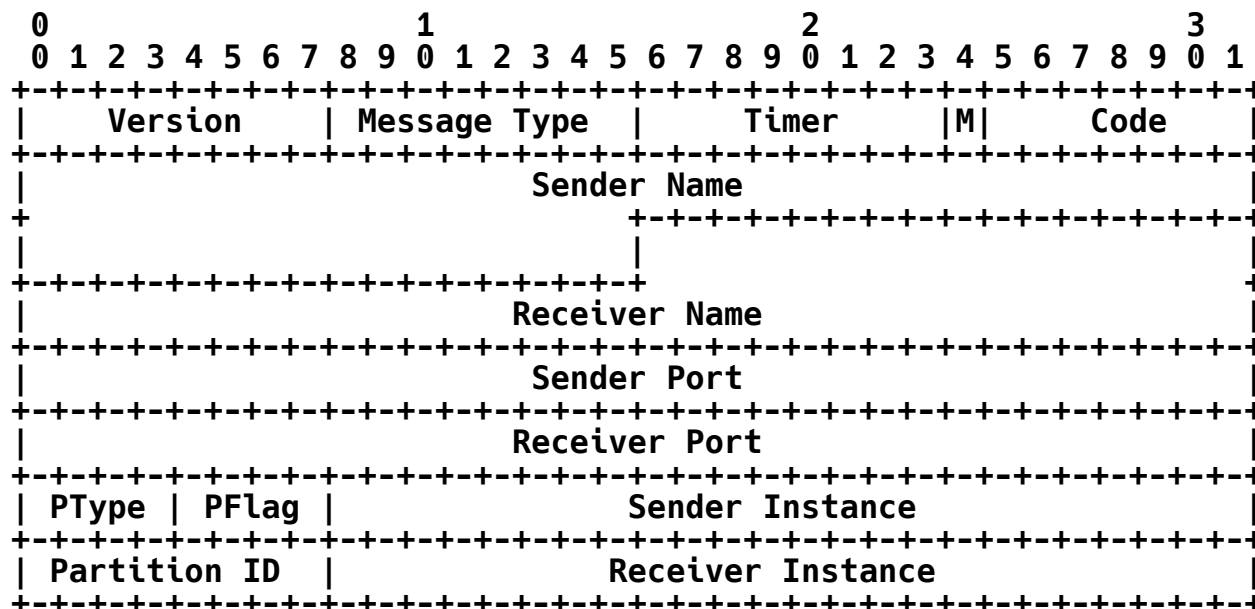 0                   1                   2                   3
 0 1 2 3 4 5 6 7 8 9 0 1 2 3 4 5 6 7 8 9 0 1 2 3 4 5 6 7 8 9 0 1
+-+-+-+-+-+-+-+-+-+-+-+-+-+-+-+-+-+-+-+-+-+-+-+-+-+-+-+-+-+-+-+-+
|    Version    | Message Type  |     Timer     |M|     Code    |
+-+-+-+-+-+-+-+-+-+-+-+-+-+-+-+-+-+-+-+-+-+-+-+-+-+-+-+-+-+-+-+-+
|                          Sender Name                          |
+                               +-+-+-+-+-+-+-+-+-+-+-+-+-+-+-+-+
|                               |                               |
+-+-+-+-+-+-+-+-+-+-+-+-+-+-+-+-+                               +
|                         Receiver Name                         |
+-+-+-+-+-+-+-+-+-+-+-+-+-+-+-+-+-+-+-+-+-+-+-+-+-+-+-+-+-+-+-+-+
|                          Sender Port                          |
+-+-+-+-+-+-+-+-+-+-+-+-+-+-+-+-+-+-+-+-+-+-+-+-+-+-+-+-+-+-+-+-+
|                         Receiver Port                         |
+-+-+-+-+-+-+-+-+-+-+-+-+-+-+-+-+-+-+-+-+-+-+-+-+-+-+-+-+-+-+-+-+
| PType | PFlag |               Sender Instance                 |
+-+-+-+-+-+-+-+-+-+-+-+-+-+-+-+-+-+-+-+-+-+-+-+-+-+-+-+-+-+-+-+-+
| Partition ID  |              Receiver Instance                |
+-+-+-+-+-+-+-+-+-+-+-+-+-+-+-+-+-+-+-+-+-+-+-+-+-+-+-+-+-+-+-+-+